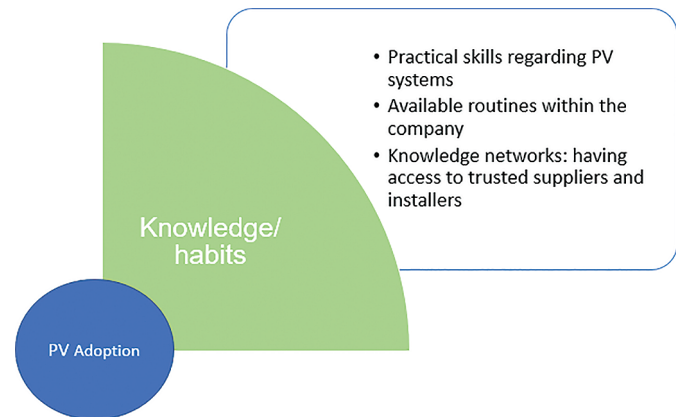 • Practical skills regarding PV
systems
• Available routines within the
company
• Knowledge networks: having
access to trusted suppliers and
installers
Knowledge/
habits
PV Adoption